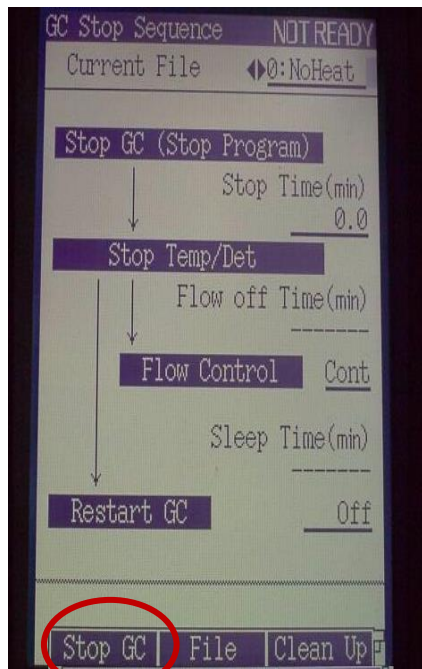 GC Stop Sequence NOT READY
Current File 0:NoHeat
Stop GC (Stop Program)
Stop Time(min)
0.0
Stop Temp/Det
Flow off Time(min)
------
Flow Control Cont
Sleep Time(min)
------
Restart GC Off
Stop GC File Clean Up